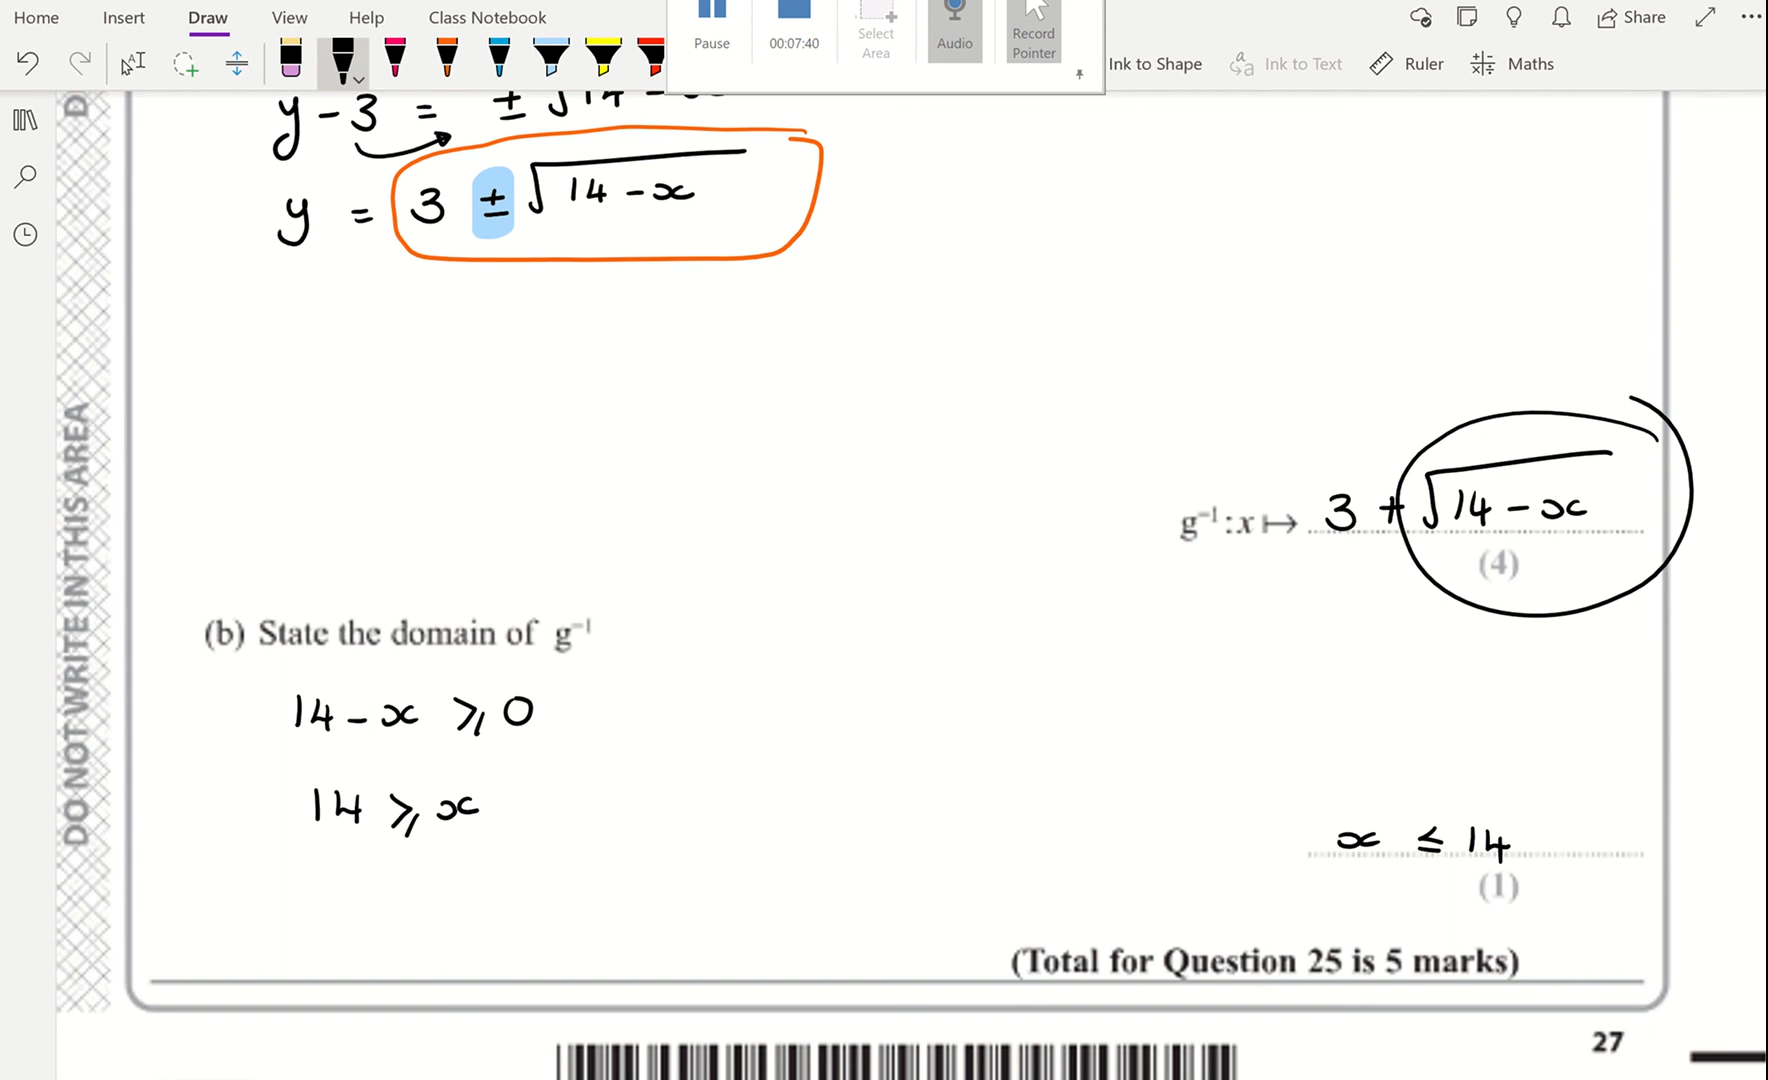 Home Insert Draw View Help Class Notebook
Pause 00:07:40 Select Area Audio Record Pointer
Share
Ink to Shape Ink to Text Ruler Maths
y - 3 = ± √14 -
y = 3 ± √14 - x
DO NOT WRITE IN THIS AREA
D
g⁻¹ : x ↦ 3 + √14 - x
(4)
(b) State the domain of g⁻¹
14 - x ⩾ 0
14 ⩾ x
x ≤ 14
(1)
(Total for Question 25 is 5 marks)
27